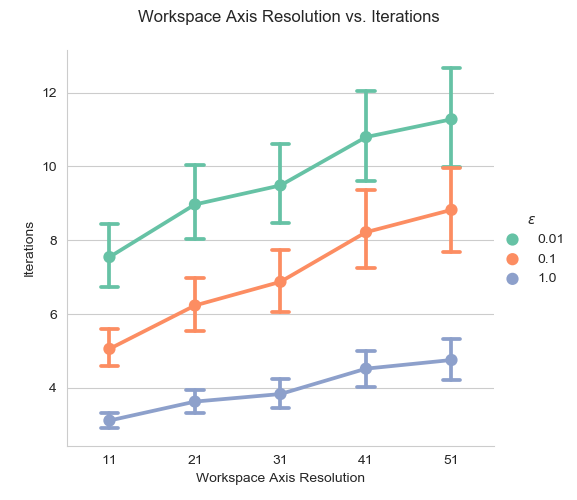 Workspace Axis Resolution vs. Iterations
12
10
8
6
4
Iterations
11 21 31 41 51
Workspace Axis Resolution
ε
0.01
0.1
1.0